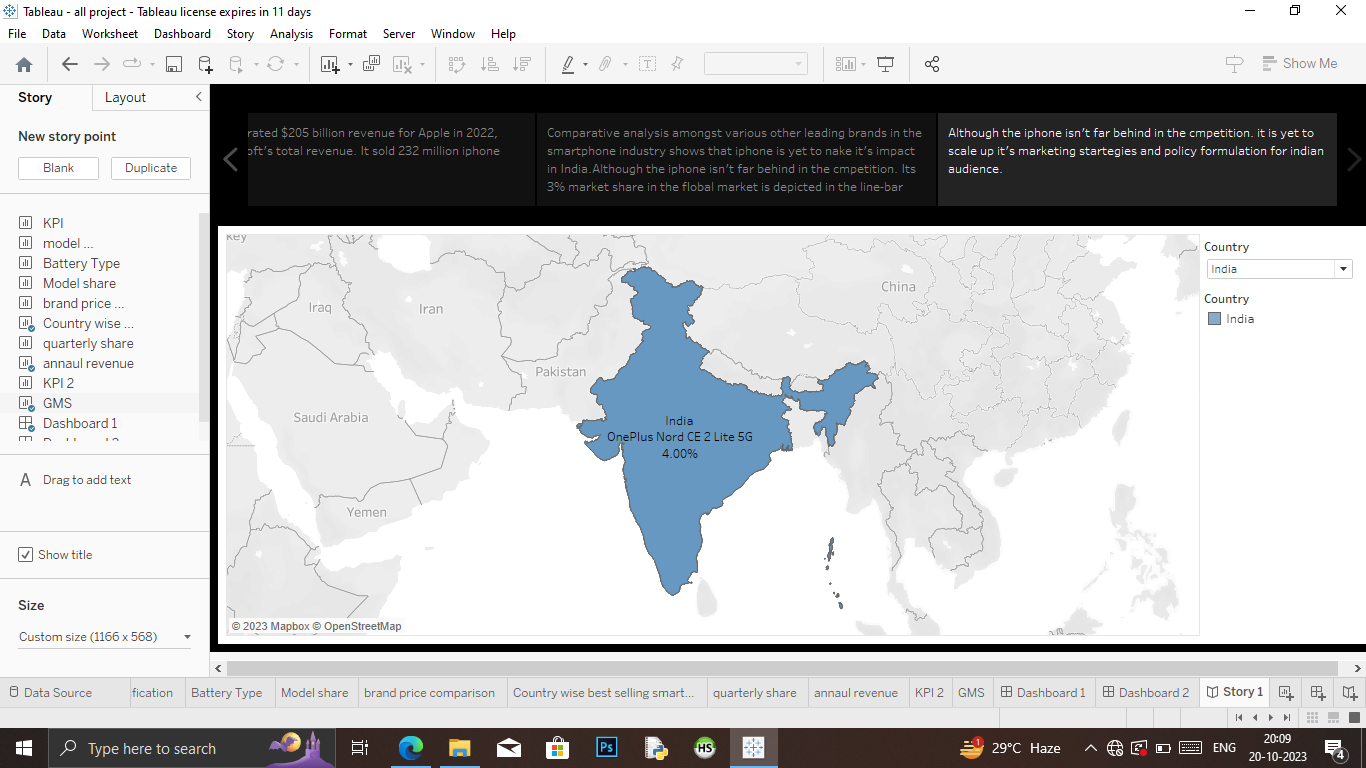 Tableau - all project - Tableau license expires in 11 days
File Data Worksheet Dashboard Story Analysis Format Server Window Help
Show Me
Story Layout
New story point
Blank Duplicate
KPI
model ...
Battery Type
Model share
brand price ...
Country wise ...
quarterly share
annaul revenue
KPI 2
GMS
Dashboard 1
A Drag to add text
Show title
Size
Custom size (1166 x 568)
rated $205 billion revenue for Apple in 2022,
oft's total revenue. It sold 232 million iphone
Comparative analysis amongst various other leading brands in the
smartphone industry shows that iphone is yet to nake it's impact
in India.Although the iphone isn't far behind in the cmpetition. Its
3% market share in the flobal market is depicted in the line-bar
Although the iphone isn't far behind in the cmpetition. it is yet to
scale up it's marketing startegies and policy formulation for indian
audience.
key
Iraq
Iran
China
Pakistan
Saudi Arabia
Yemen
India
OnePlus Nord CE 2 Lite 5G
4.00%
© 2023 Mapbox © OpenStreetMap
Country
India
Country
India
Data Source fication Battery Type Model share brand price comparison Country wise best selling smart... quarterly share annaul revenue KPI 2 GMS Dashboard 1 Dashboard 2 Story 1
Type here to search
Ps
HS
1
29°C Haze
ENG
20:09
20-10-2023
4